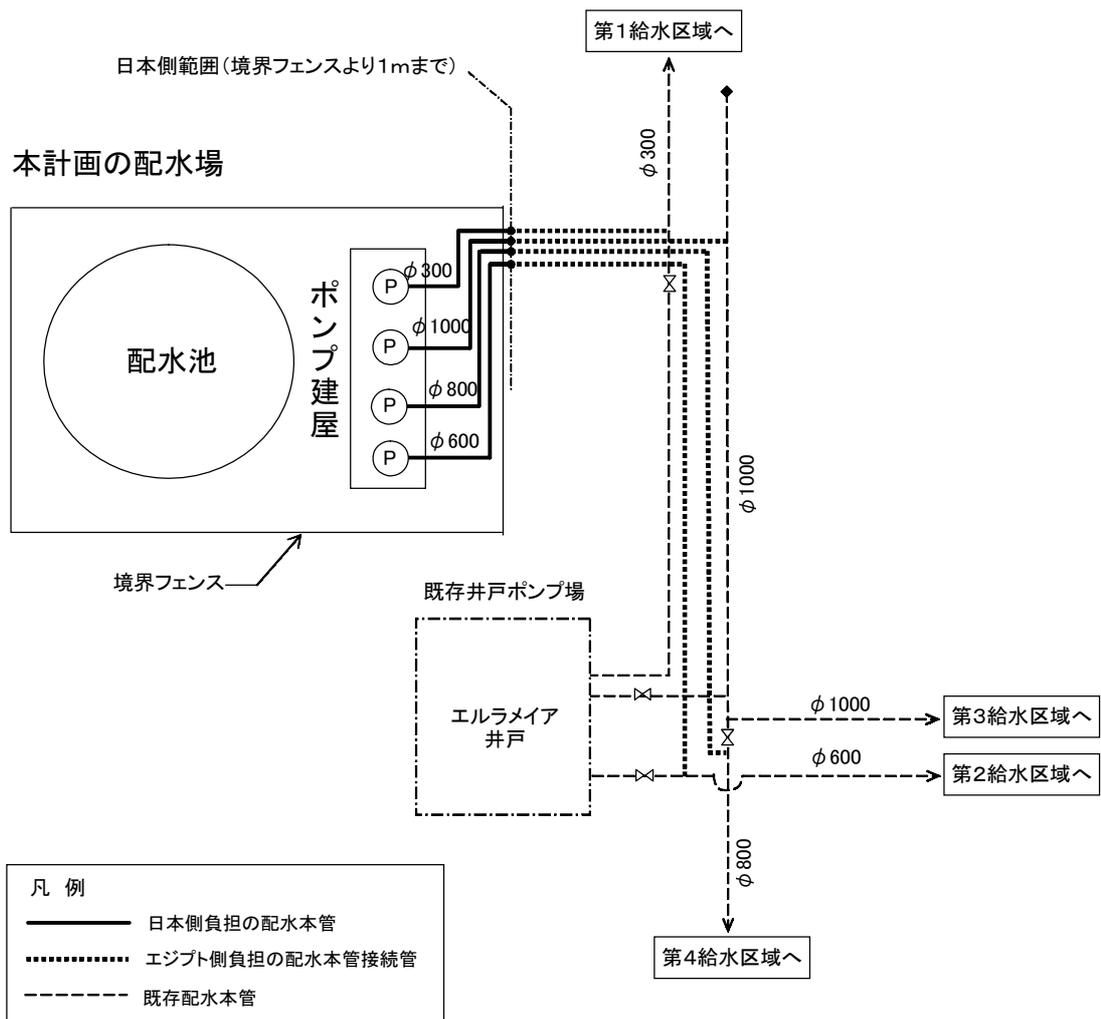 第1給水区域へ
日本側範囲(境界フェンスより1mまで)
φ300
本計画の配水場
配水池
ポンプ建屋
P
φ300
P
φ1000
P
φ800
P
φ600
φ1000
境界フェンス
既存井戸ポンプ場
エルラメイア
井戸
φ1000
第3給水区域へ
φ600
第2給水区域へ
φ800
第4給水区域へ
凡 例
日本側負担の配水本管
エジプト側負担の配水本管接続管
既存配水本管